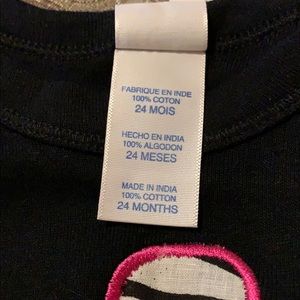 FABRIQUE EN INDE
100% COTON
24 MOIS
HECHO EN INDIA
100% ALGODON
24 MESES
MADE IN INDIA
100% COTTON
24 MONTHS